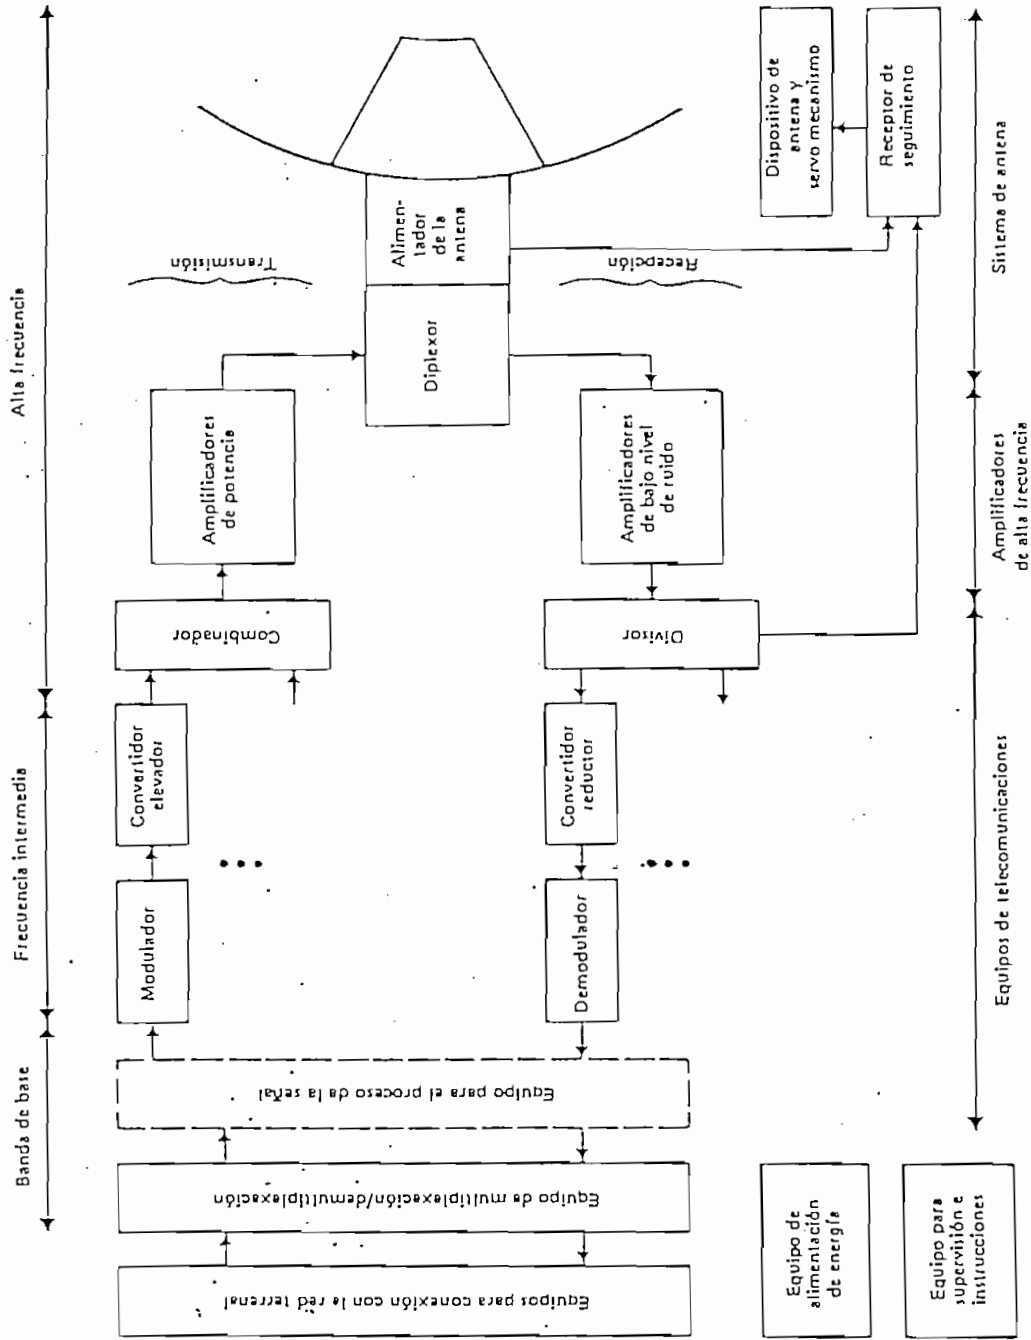 Banda de base
Frecuencia intermedia
Alta frecuencia
Equipos para conexión con la red terrenal
Equipo de multiplexación/demultiplexación
Equipo para el proceso da la señal
Modulador
Convertidor
elevador
Combinador
Amplificadores
de potencia
Transmisión
Diplexor
Alimen-
tador
de la
antena
Recepción
Demodulador
Convertidor
reductor
Divisor
Amplificadores
de bajo nivel
de ruido
Equipo de
alimentación
de energía
Equipo para
supervisión e
instrucciones
Dispositivo de
antena y
servo mecanismo
Receptor de
seguimiento
Equipos de telecomunicaciones
Amplificadores
de alta frecuencia
Sistema de antena